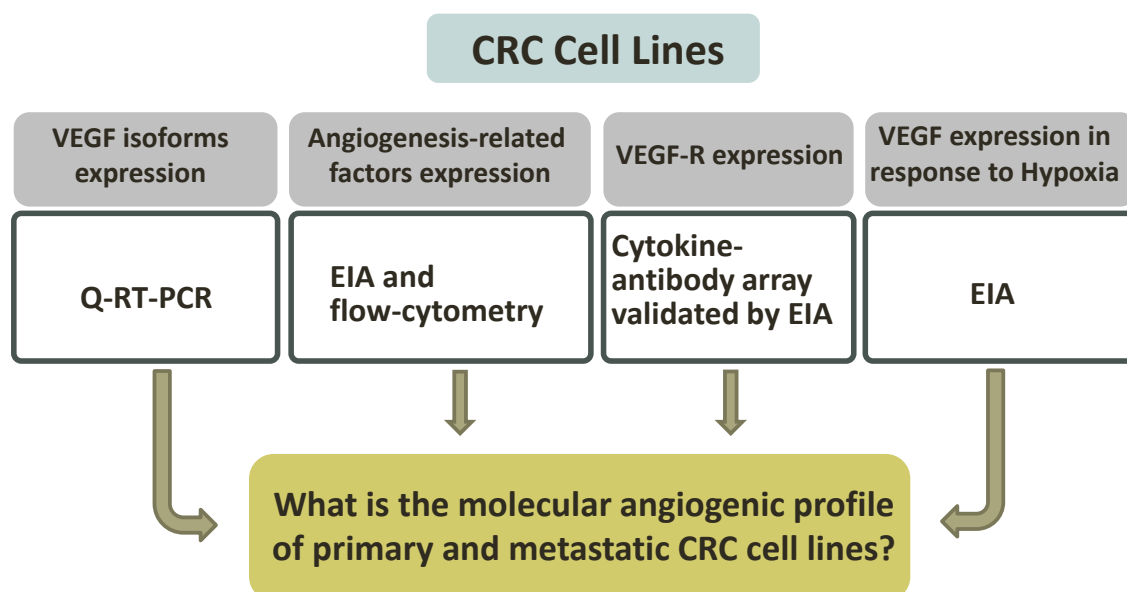 CRC Cell Lines
VEGF isoforms
expression
Angiogenesis-related
factors expression
VEGF-R expression
VEGF expression in
response to Hypoxia
Q-RT-PCR
EIA and
flow-cytometry
Cytokine-
antibody array
validated by EIA
EIA
What is the molecular angiogenic profile
of primary and metastatic CRC cell lines?